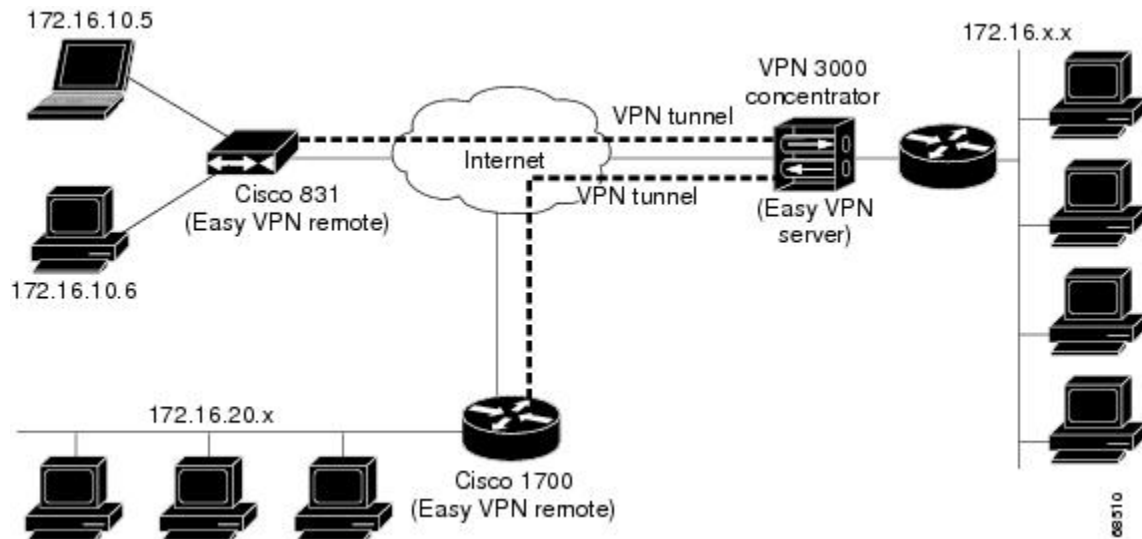 172.16.10.5
172.16.x.x
VPN 3000
concentrator
VPN tunnel
Internet
VPN tunnel
Cisco 831
(Easy VPN remote)
(Easy VPN
server)
172.16.10.6
172.16.20.x
Cisco 1700
(Easy VPN remote)
68510